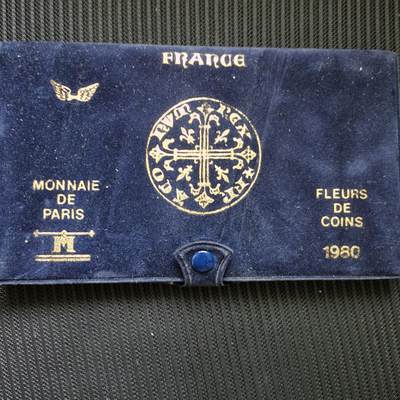 FRANCE
MONNAIE
DE
PARIS
M
FLEURS
DE
COINS
1980